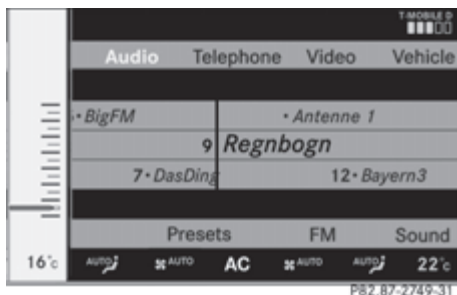 T-MOBILE D
Audio Telephone Video Vehicle
• BigFM • Antenne 1
9 Regnbogn
7 • DasDing 12 • Bayern3
Presets FM Sound
16°c AUTO AUTO AC AUTO AUTO 22°c
P82.87-2749-31